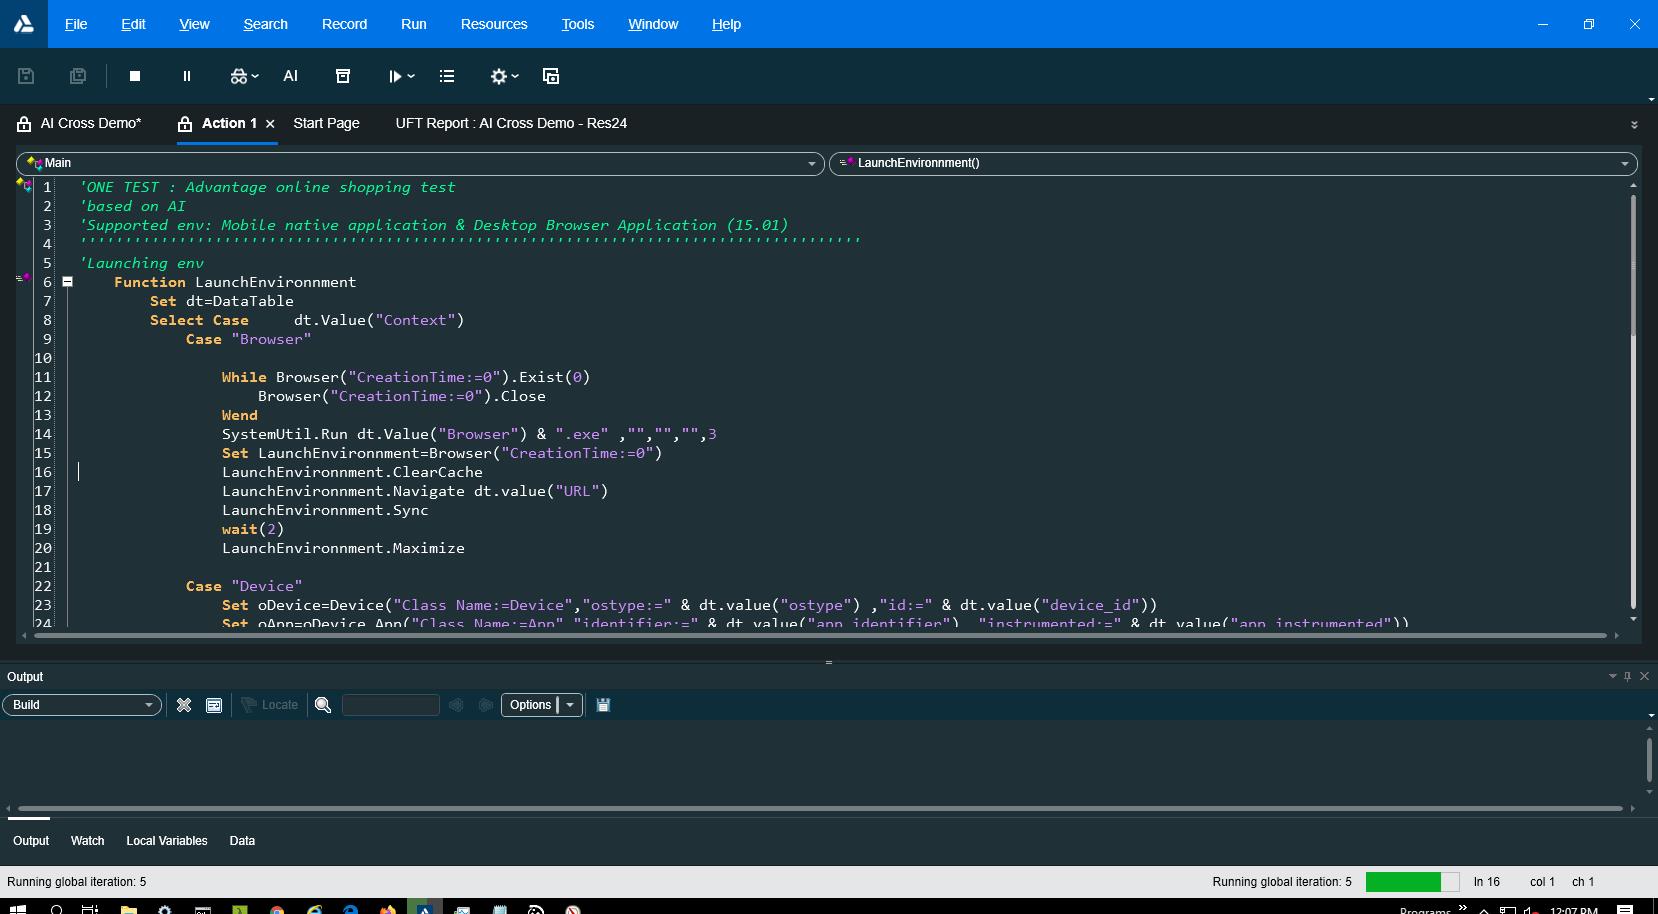 File Edit View Search Record Run Resources Tools Window Help
AI
AI Cross Demo* Action 1 Start Page UFT Report : AI Cross Demo - Res24
Main LaunchEnvironnment()
1 'ONE TEST : Advantage online shopping test
2 'based on AI
3 'Supported env: Mobile native application & Desktop Browser Application (15.01)
4 '''''''''''''''''''''''''''''''''''''''''''''''''''''''''''''''''''''''''''''''''''''''
5 'Launching env
6 Function LaunchEnvironnment
7 Set dt=DataTable
8 Select Case dt.Value("Context")
9 Case "Browser"
10
11 While Browser("CreationTime:=0").Exist(0)
12 Browser("CreationTime:=0").Close
13 Wend
14 SystemUtil.Run dt.Value("Browser") & ".exe" ,"","","",3
15 Set LaunchEnvironnment=Browser("CreationTime:=0")
16 LaunchEnvironnment.ClearCache
17 LaunchEnvironnment.Navigate dt.value("URL")
18 LaunchEnvironnment.Sync
19 wait(2)
20 LaunchEnvironnment.Maximize
21
22 Case "Device"
23 Set oDevice=Device("Class Name:=Device","ostype:=" & dt.value("ostype") ,"id:=" & dt.value("device_id"))
24 Set oApp=oDevice.App("Class Name:=App" "identifier:=" & dt.value("app_identifier") "instrumented:=" & dt.value("app_instrumented"))
Output
Build Locate Options
Output Watch Local Variables Data
Running global iteration: 5 Running global iteration: 5 ln 16 col 1 ch 1
Programs 12:07 PM